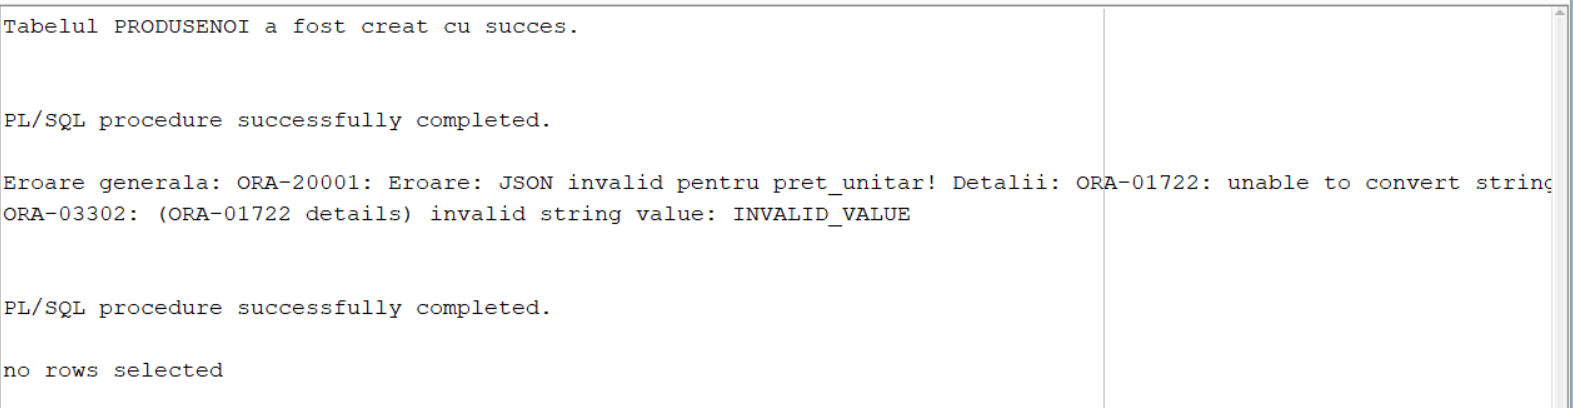 Tabelul PRODUSENOI a fost creat cu succes.
PL/SQL procedure successfully completed.
Eroare generala: ORA-20001: Eroare: JSON invalid pentru pret_unitar! Detalii: ORA-01722: unable to convert string
ORA-03302: (ORA-01722 details) invalid string value: INVALID_VALUE
PL/SQL procedure successfully completed.
no rows selected